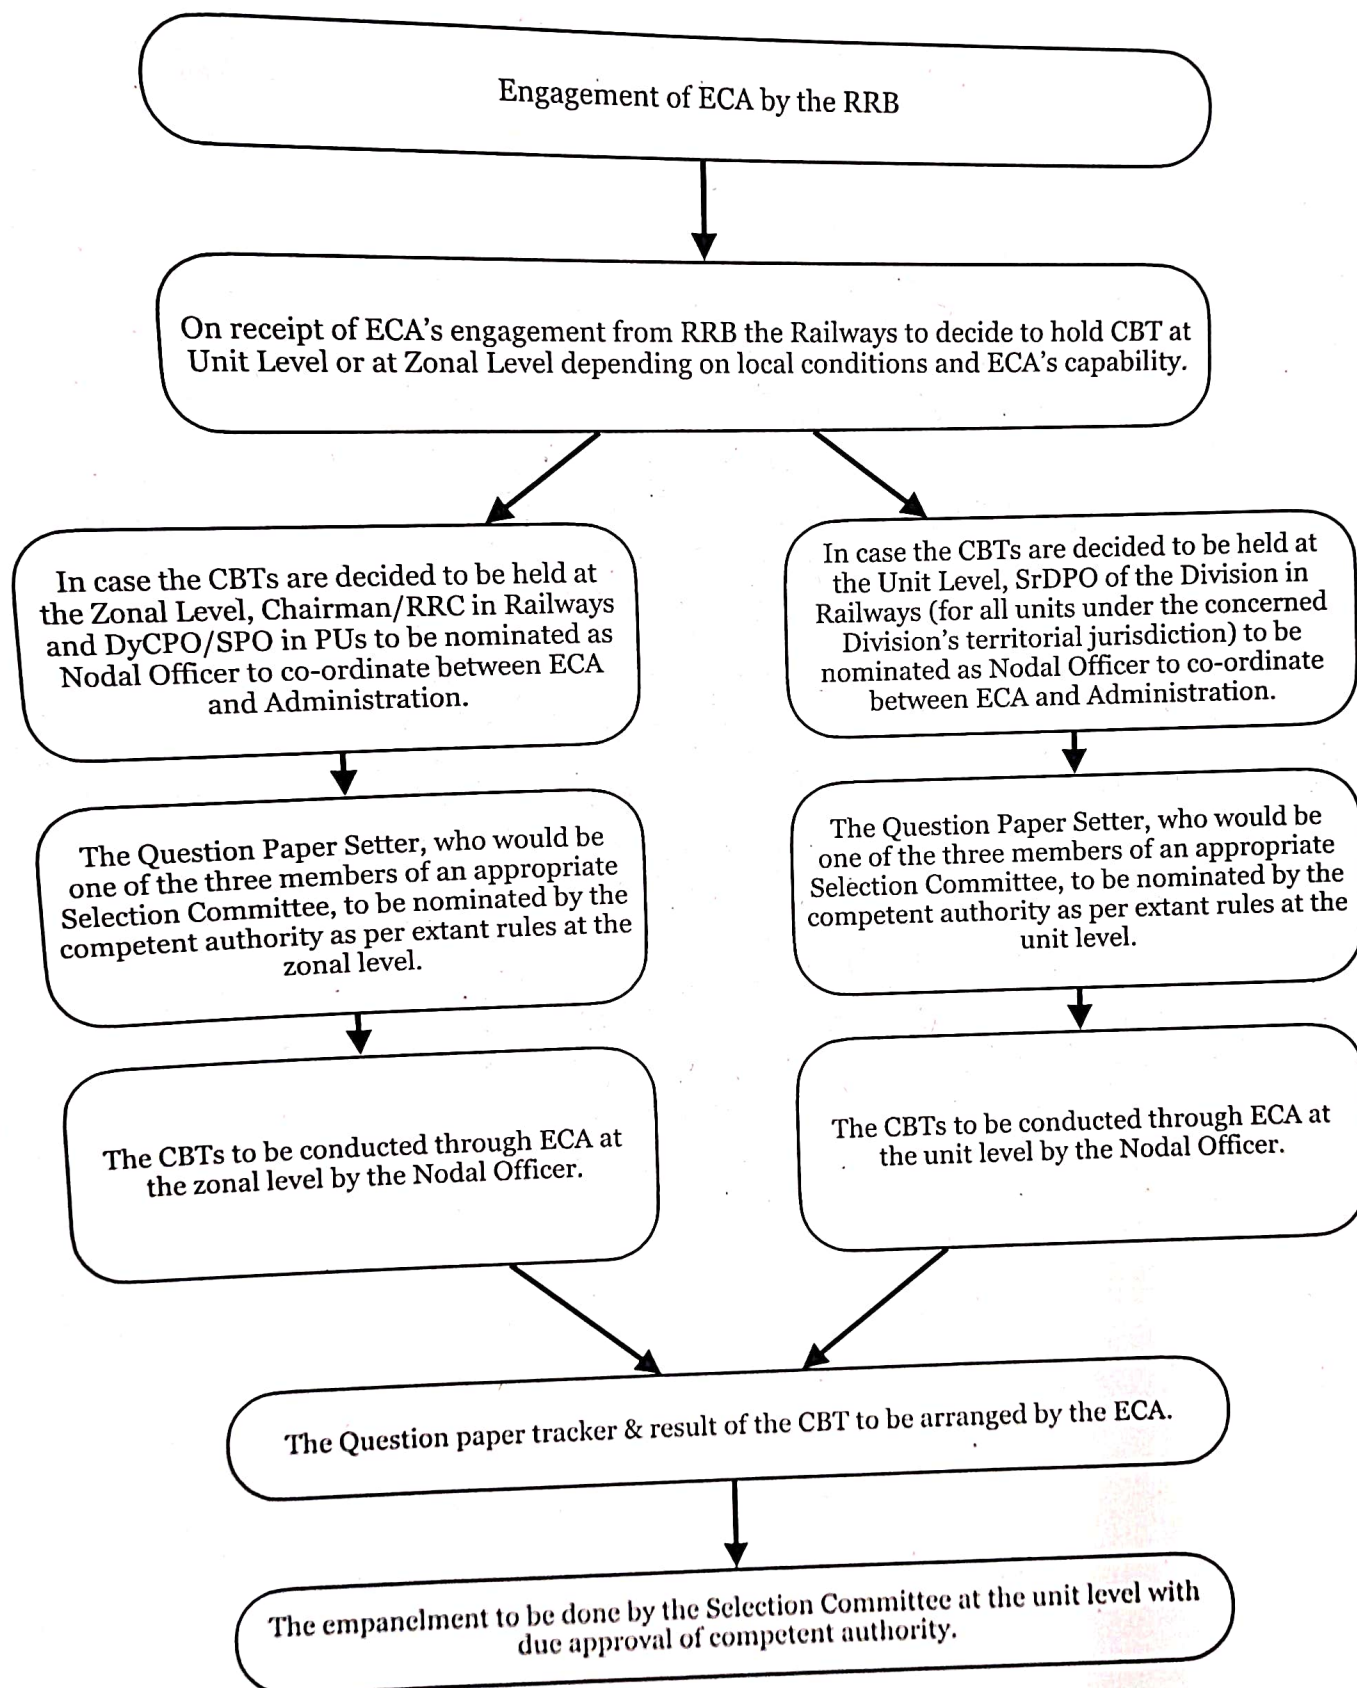 Engagement of ECA by the RRB
On receipt of ECA's engagement from RRB the Railways to decide to hold CBT at
Unit Level or at Zonal Level depending on local conditions and ECA's capability.
In case the CBTs are decided to be held at
the Zonal Level, Chairman/RRC in Railways
and DyCPO/SPO in PUs to be nominated as
Nodal Officer to co-ordinate between ECA
and Administration.
In case the CBTs are decided to be held at
the Unit Level, SrDPO of the Division in
Railways (for all units under the concerned
Division's territorial jurisdiction) to be
nominated as Nodal Officer to co-ordinate
between ECA and Administration.
The Question Paper Setter, who would be
one of the three members of an appropriate
Selection Committee, to be nominated by the
competent authority as per extant rules at the
zonal level.
The Question Paper Setter, who would be
one of the three members of an appropriate
Selection Committee, to be nominated by the
competent authority as per extant rules at the
unit level.
The CBTs to be conducted through ECA at
the zonal level by the Nodal Officer.
The CBTs to be conducted through ECA at
the unit level by the Nodal Officer.
The Question paper tracker & result of the CBT to be arranged by the ECA.
The empanelment to be done by the Selection Committee at the unit level with
due approval of competent authority.